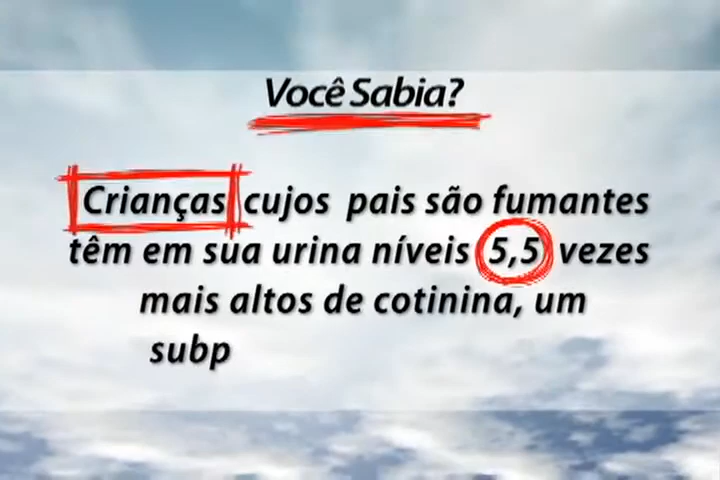 Você Sabia?
Crianças cujos pais são fumantes
têm em sua urina níveis 5,5 vezes
mais altos de cotinina, um
subp